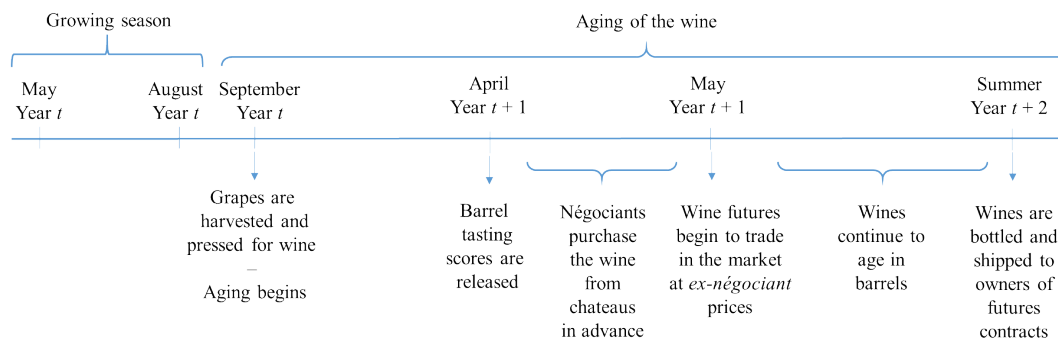 Growing season
Aging of the wine
May
Year t
August
Year t
September
Year t
April
Year t + 1
May
Year t + 1
Summer
Year t + 2
Grapes are
harvested and
pressed for wine
–
Aging begins
Barrel
tasting
scores are
released
Négociants
purchase
the wine
from
chateaus
in advance
Wine futures
begin to trade
in the market
at ex-négociant
prices
Wines
continue to
age in
barrels
Wines are
bottled and
shipped to
owners of
futures
contracts